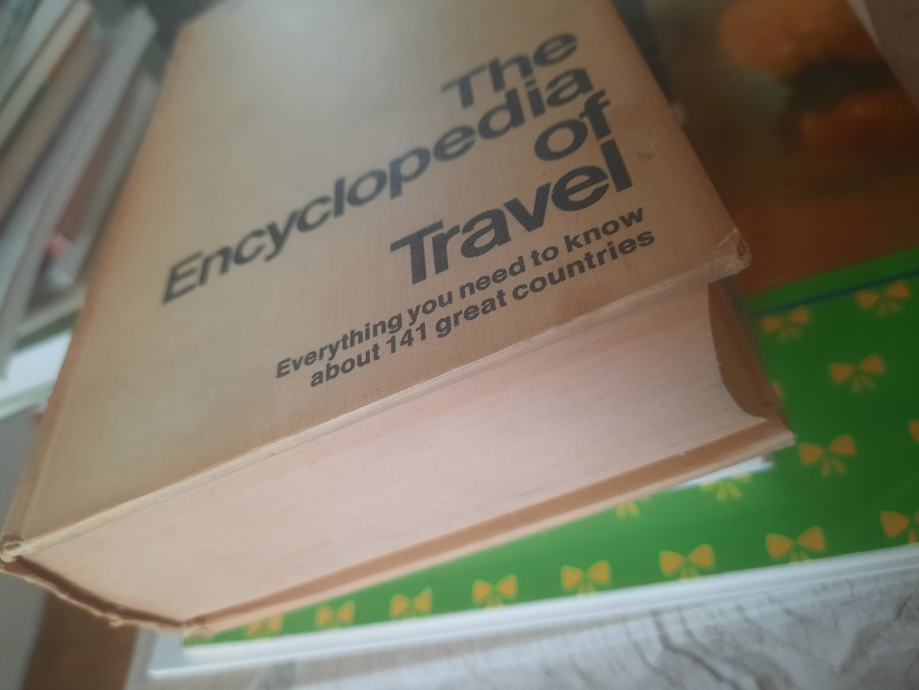 The
Encyclopedia
of
Travel
Everything you need to know
about 141 great countries